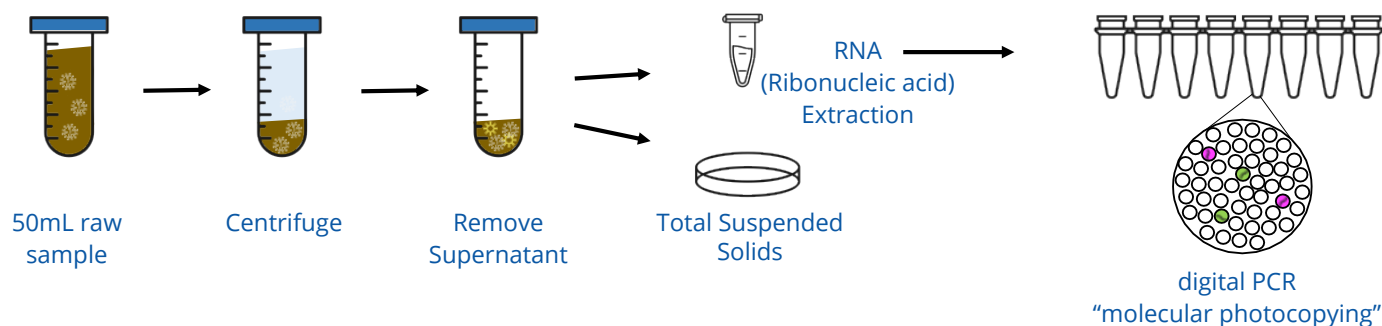 50mL raw
sample
Centrifuge
Remove
Supernatant
RNA
(Ribonucleic acid)
Extraction
Total Suspended
Solids
digital PCR
“molecular photocopying”